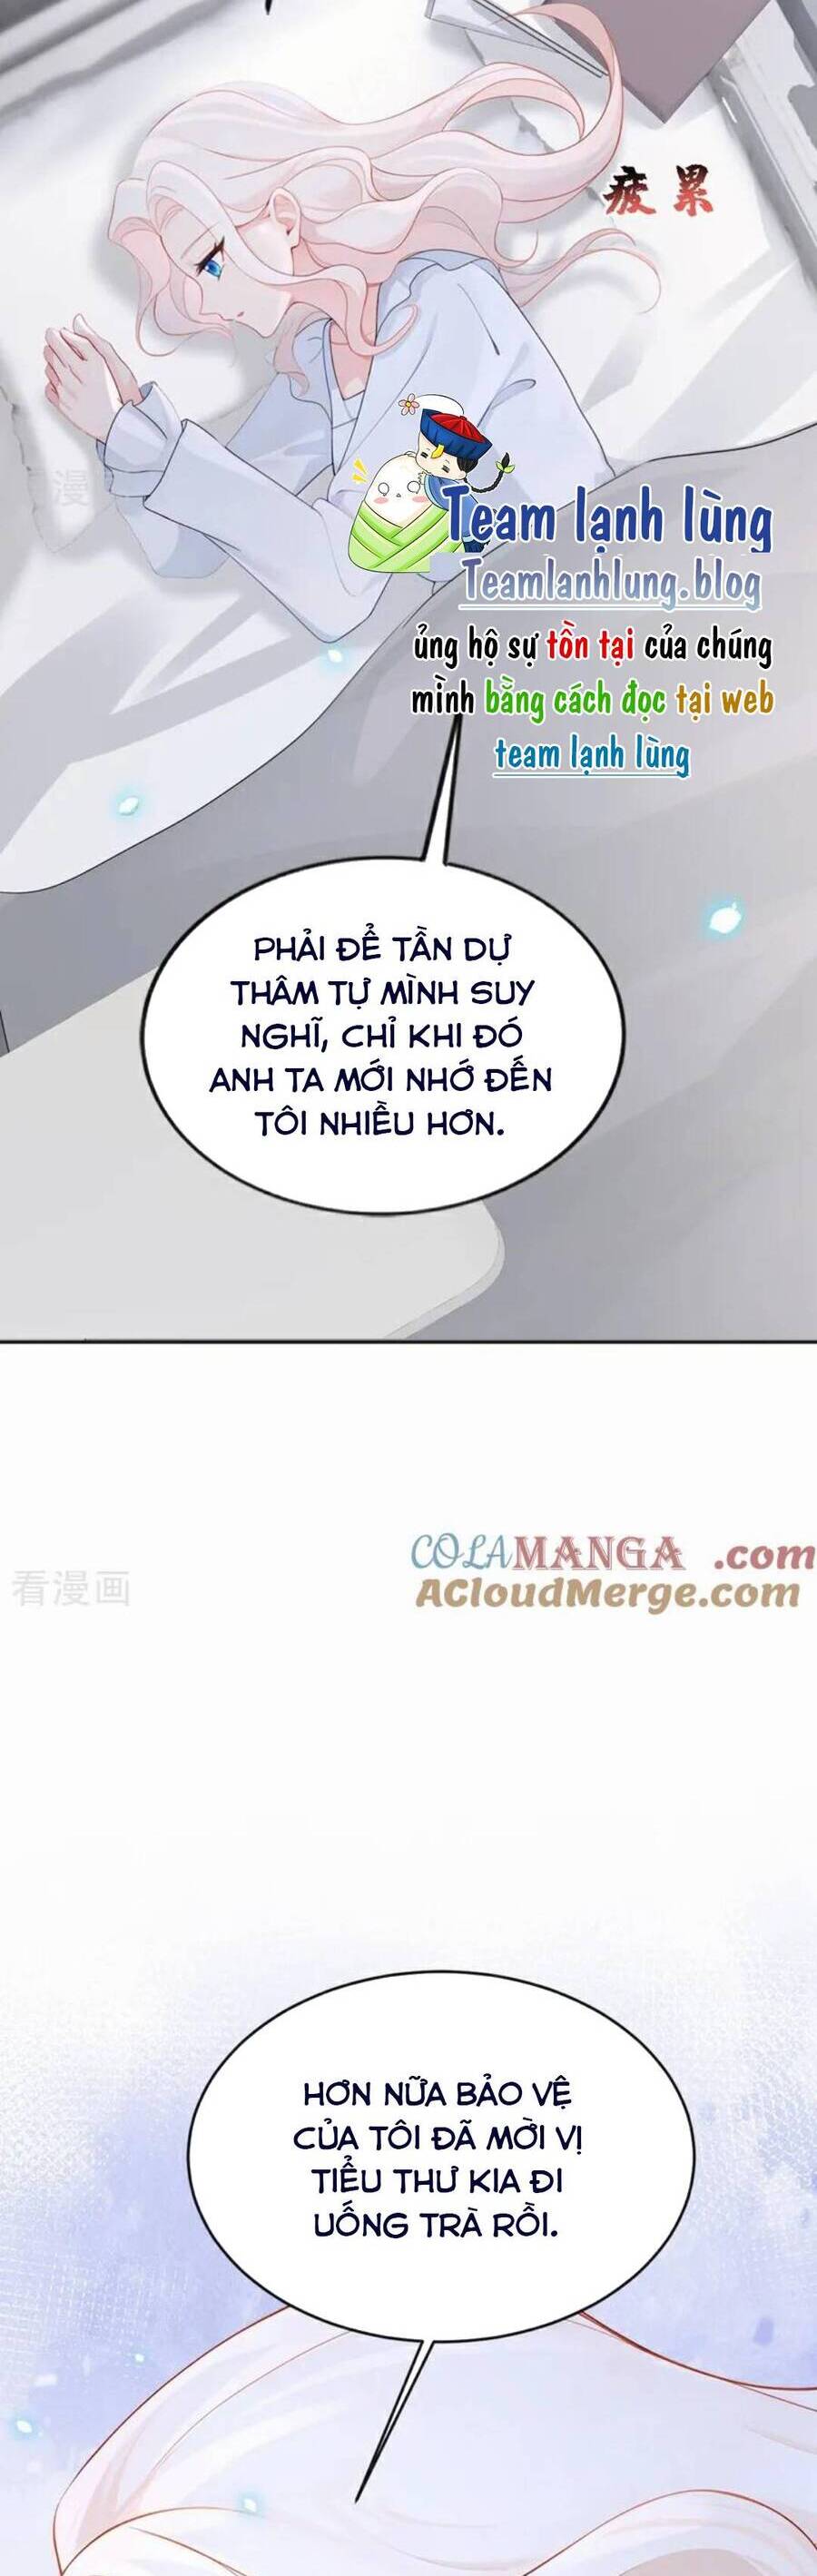 疲累
Team lạnh lùng
Teamlanhlung.blog
ủng hộ sự tồn tại của chúng
mình bằng cách đọc tại web
team lạnh lùng
PHẢI ĐỂ TẦN DỰ
THÂM TỰ MÌNH SUY
NGHĨ, CHỈ KHI ĐÓ
ANH TA MỚI NHỚ ĐẾN
TÔI NHIỀU HƠN.
COLAMANGA.com
看漫画
ACloudMerge.com
HƠN NỮA BẢO VỆ
CỦA TÔI ĐÃ MỜI VỊ
TIỂU THƯ KIA ĐI
UỐNG TRÀ RỒI.